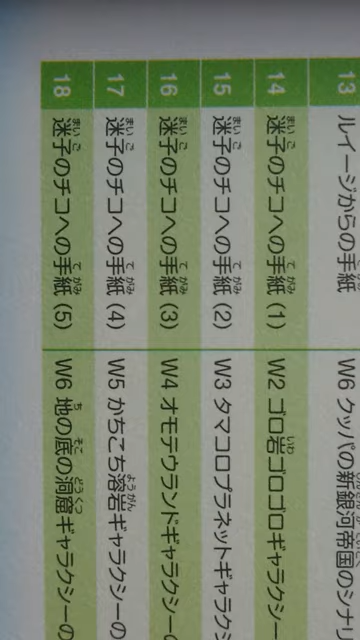 13 ルイージからの手紙 W6 クッパの新銀河帝国のシナリ
14 迷子のチコへの手紙 (1) W2 ゴロ岩ゴロゴロギャラクシー
15 迷子のチコへの手紙 (2) W3 タマコロプラネットギャラクシ
16 迷子のチコへの手紙 (3) W4 オモテウランドギャラクシーの
17 迷子のチコへの手紙 (4) W5 かちこち溶岩ギャラクシーの
18 迷子のチコへの手紙 (5) W6 地の底の洞窟ギャラクシーの